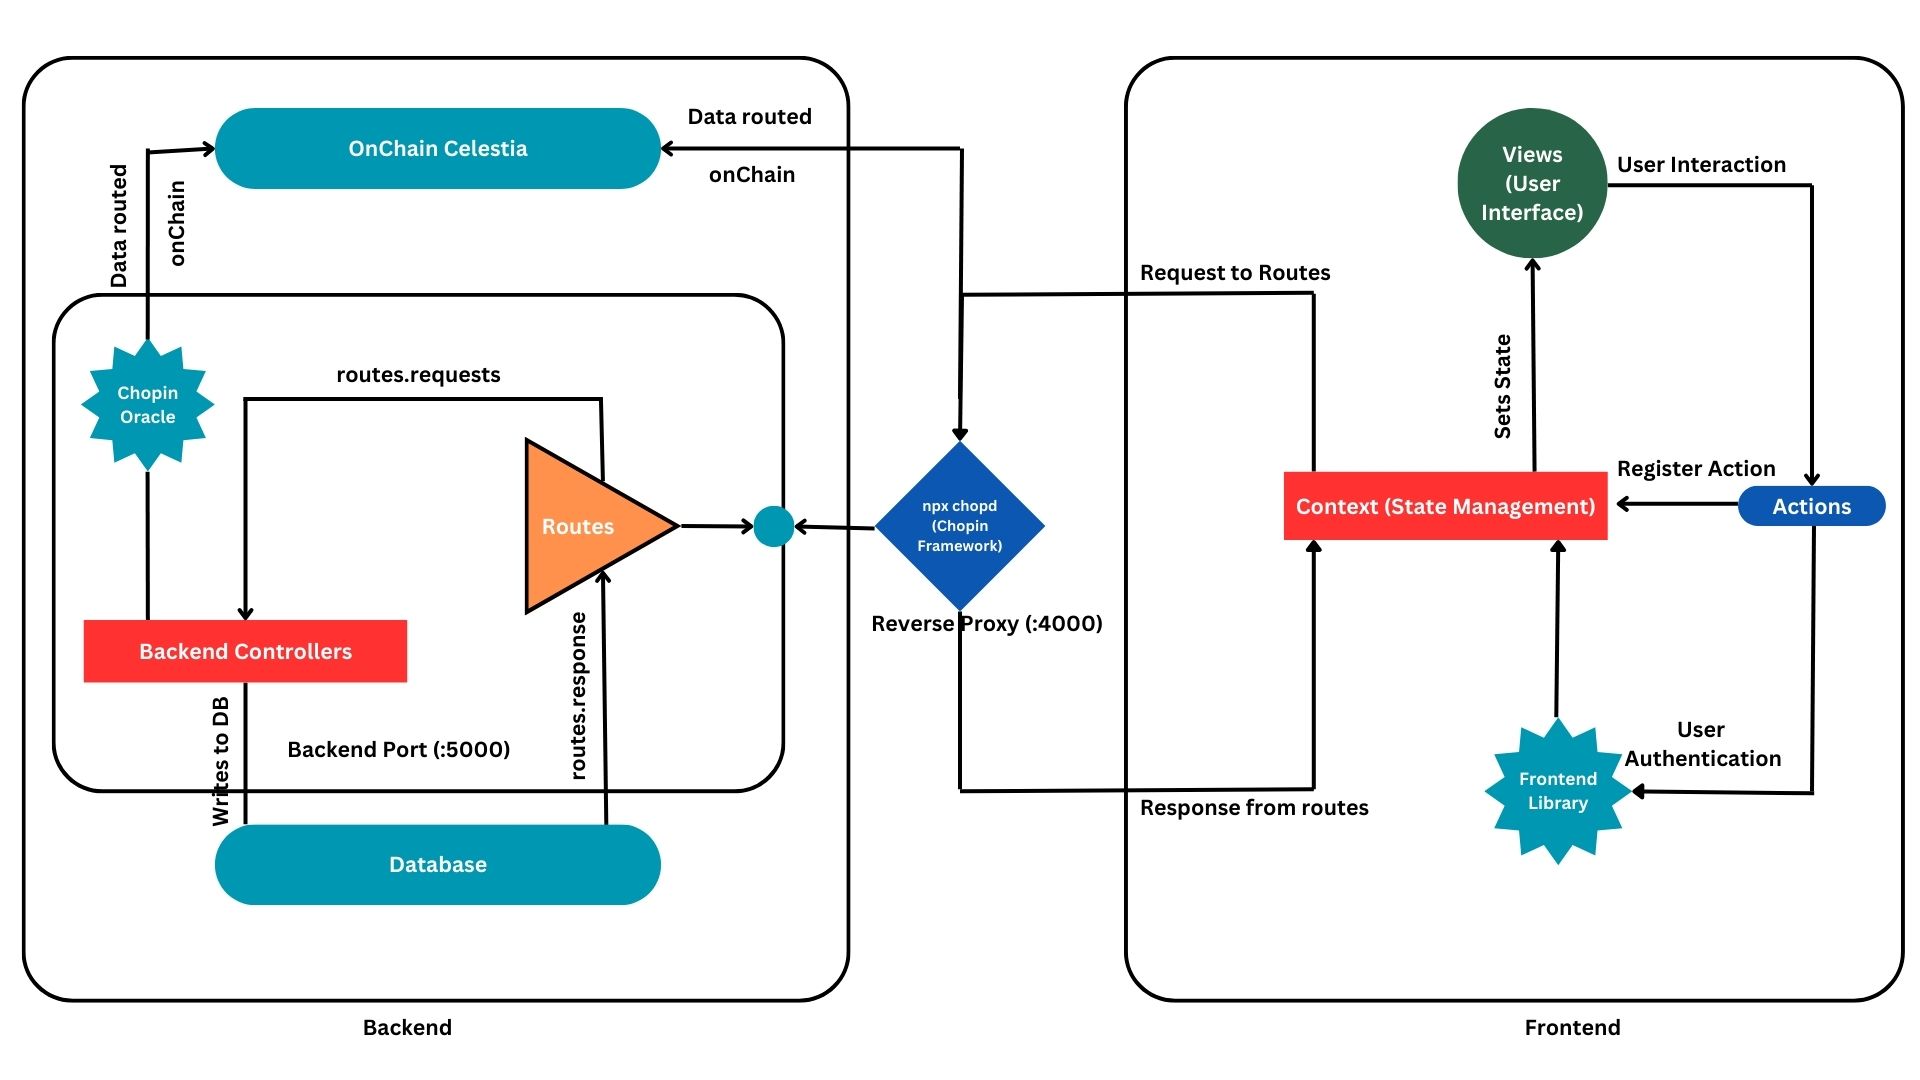 Data routed
onChain
OnChain Celestia
Data routed
onChain
Chopin
Oracle
routes.requests
Routes
Backend Controllers
Writes to DB
Backend Port (:5000)
routes.response
Database
Backend
npx chopd
(Chopin
Framework)
Reverse Proxy (:4000)
Request to Routes
Response from routes
Views
(User
Interface)
User Interaction
Sets State
Register Action
Context (State Management)
Actions
User
Authentication
Frontend
Library
Frontend